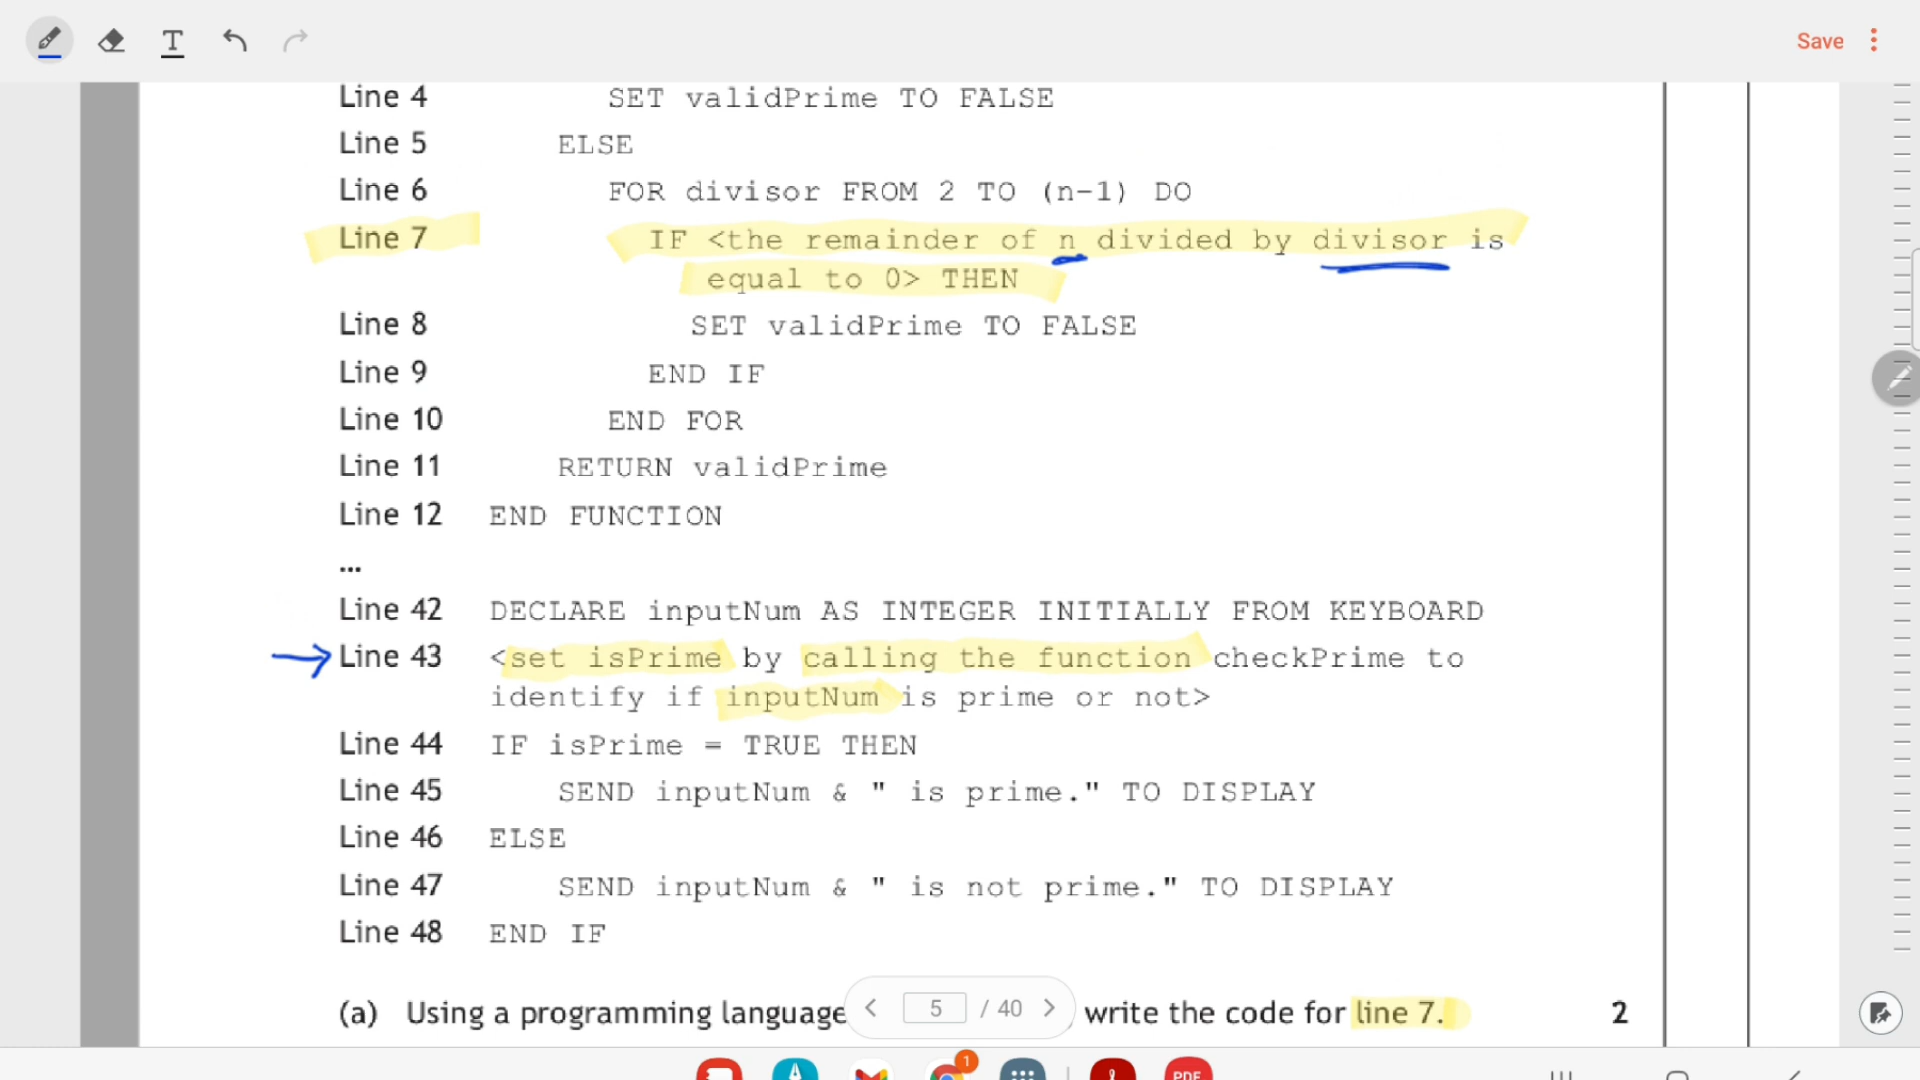 Save
Line 4 SET validPrime TO FALSE
Line 5 ELSE
Line 6 FOR divisor FROM 2 TO (n-1) DO
Line 7 IF <the remainder of n divided by divisor is
equal to 0> THEN
Line 8 SET validPrime TO FALSE
Line 9 END IF
Line 10 END FOR
Line 11 RETURN validPrime
Line 12 END FUNCTION
...
Line 42 DECLARE inputNum AS INTEGER INITIALLY FROM KEYBOARD
Line 43 <set isPrime by calling the function checkPrime to
identify if inputNum is prime or not>
Line 44 IF isPrime = TRUE THEN
Line 45 SEND inputNum & " is prime." TO DISPLAY
Line 46 ELSE
Line 47 SEND inputNum & " is not prime." TO DISPLAY
Line 48 END IF
(a) Using a programming language , write the code for line 7. 2
5 / 40
1
PDF